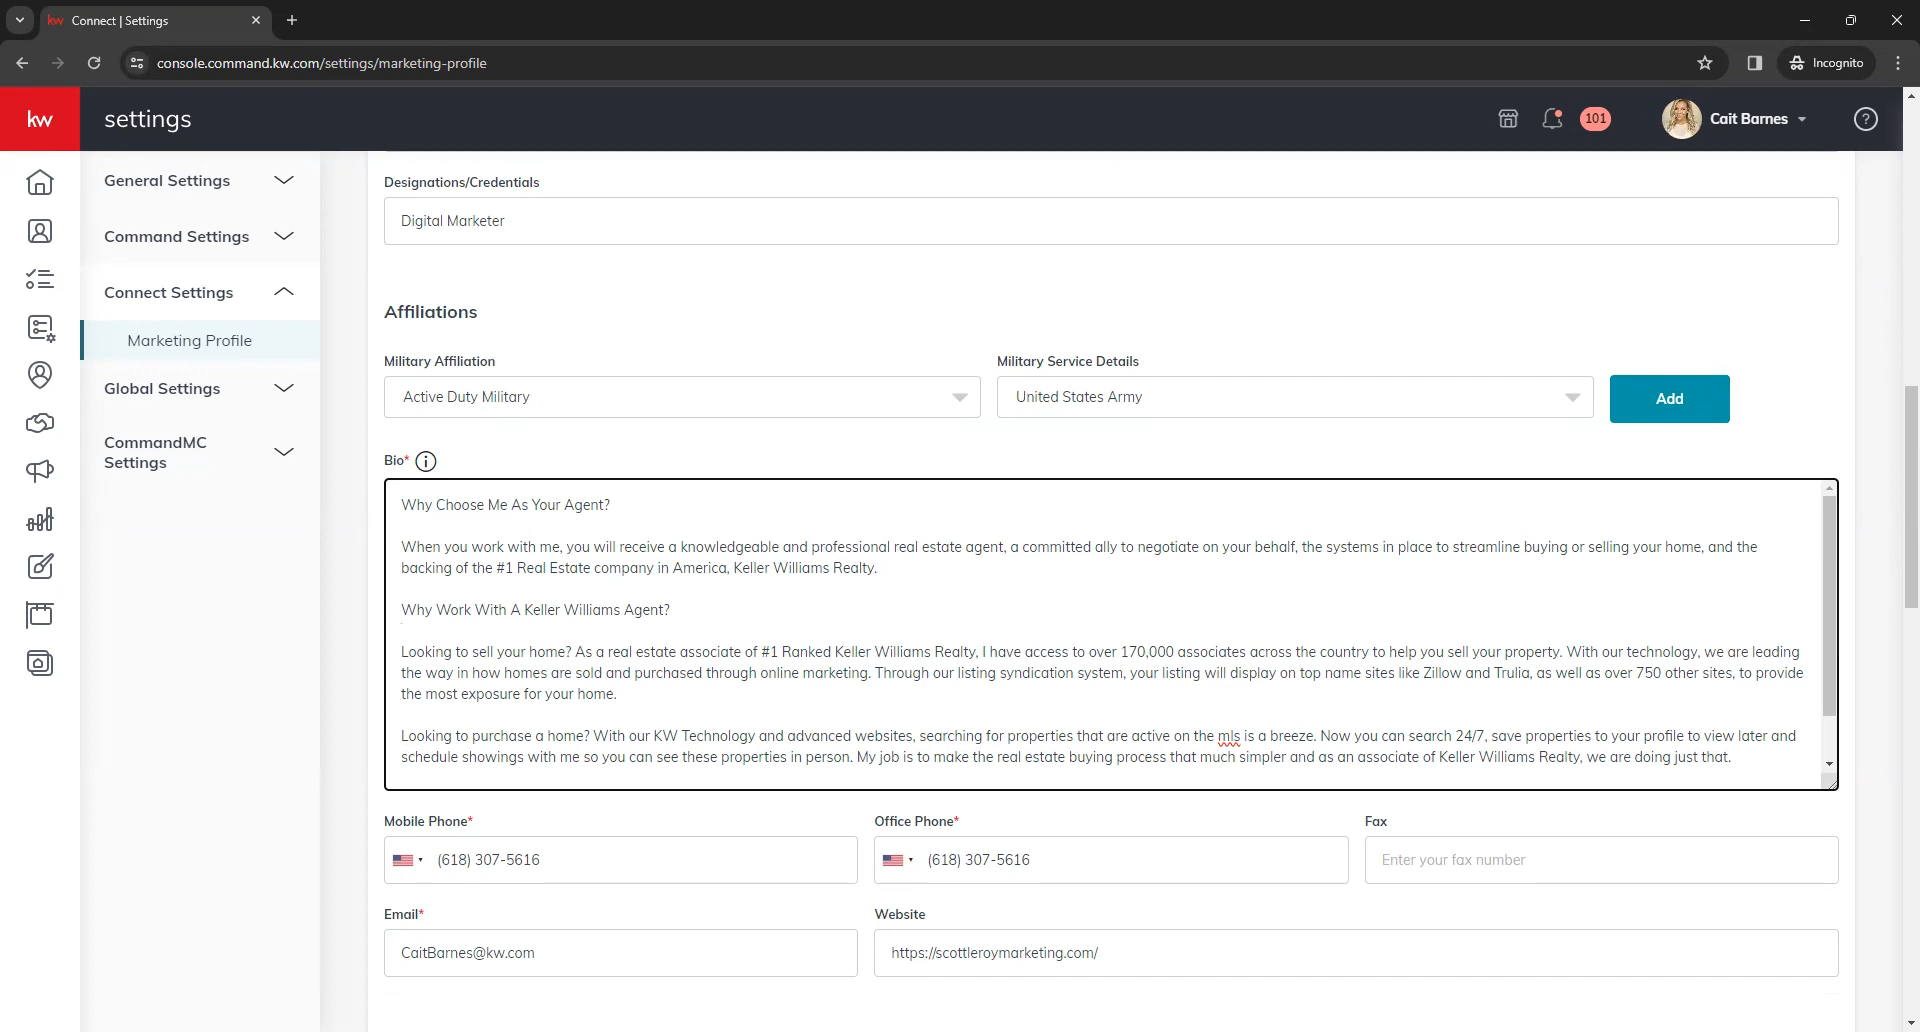 kw Connect | Settings
console.command.kw.com/settings/marketing-profile
Incognito
kw
settings
101
Cait Barnes
?
General Settings
Command Settings
Connect Settings
Marketing Profile
Global Settings
CommandMC
Settings
Designations/Credentials
Digital Marketer
Affiliations
Military Affiliation
Military Service Details
Active Duty Military
United States Army
Add
Bio* i
Why Choose Me As Your Agent?
When you work with me, you will receive a knowledgeable and professional real estate agent, a committed ally to negotiate on your behalf, the systems in place to streamline buying or selling your home, and the
backing of the #1 Real Estate company in America, Keller Williams Realty.
Why Work With A Keller Williams Agent?
Looking to sell your home? As a real estate associate of #1 Ranked Keller Williams Realty, I have access to over 170,000 associates across the country to help you sell your property. With our technology, we are leading
the way in how homes are sold and purchased through online marketing. Through our listing syndication system, your listing will display on top name sites like Zillow and Trulia, as well as over 750 other sites, to provide
the most exposure for your home.
Looking to purchase a home? With our KW Technology and advanced websites, searching for properties that are active on the mls is a breeze. Now you can search 24/7, save properties to your profile to view later and
schedule showings with me so you can see these properties in person. My job is to make the real estate buying process that much simpler and as an associate of Keller Williams Realty, we are doing just that.
Mobile Phone*
Office Phone*
Fax
(618) 307-5616
(618) 307-5616
Enter your fax number
Email*
Website
CaitBarnes@kw.com
https://scottleroymarketing.com/